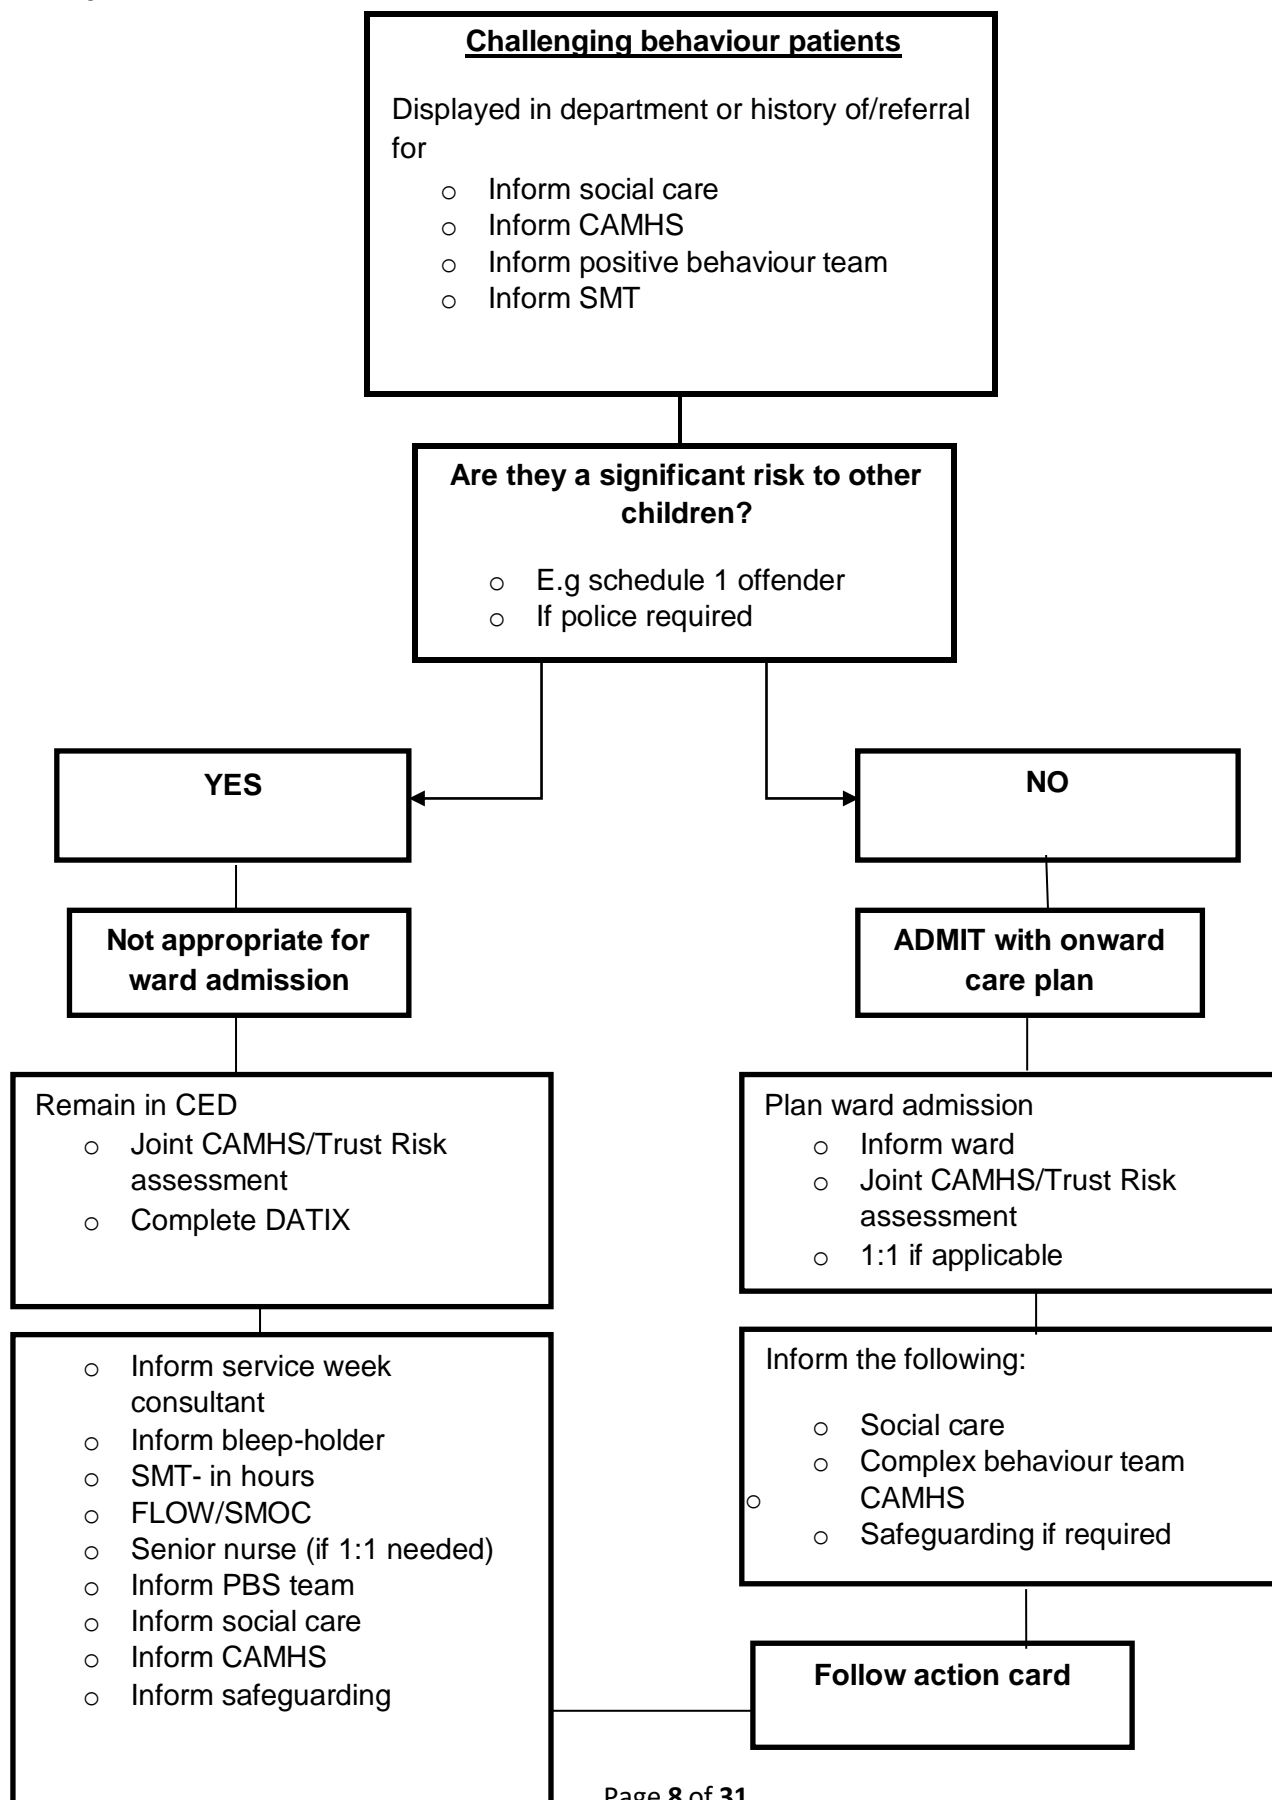 Challenging behaviour patients
Displayed in department or history of/referral
for
o Inform social care
o Inform CAMHS
o Inform positive behaviour team
o Inform SMT
Are they a significant risk to other
children?
o E.g schedule 1 offender
o If police required
YES
NO
Not appropriate for
ward admission
ADMIT with onward
care plan
Remain in CED
o Joint CAMHS/Trust Risk
assessment
o Complete DATIX
Plan ward admission
o Inform ward
o Joint CAMHS/Trust Risk
assessment
o 1:1 if applicable
o Inform service week
consultant
o Inform bleep-holder
o SMT- in hours
o FLOW/SMOC
o Senior nurse (if 1:1 needed)
o Inform PBS team
o Inform social care
o Inform CAMHS
o Inform safeguarding
Inform the following:
o Social care
o Complex behaviour team
o CAMHS
o Safeguarding if required
Follow action card
Page 8 of 31